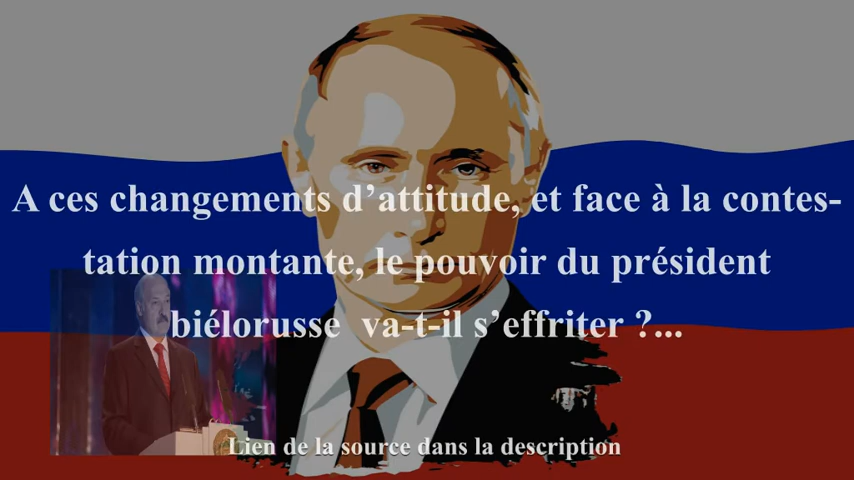 A ces changements d’attitude, et face à la contes-
tation montante, le pouvoir du président
biélorusse va-t-il s’effriter ?...
Lien de la source dans la description